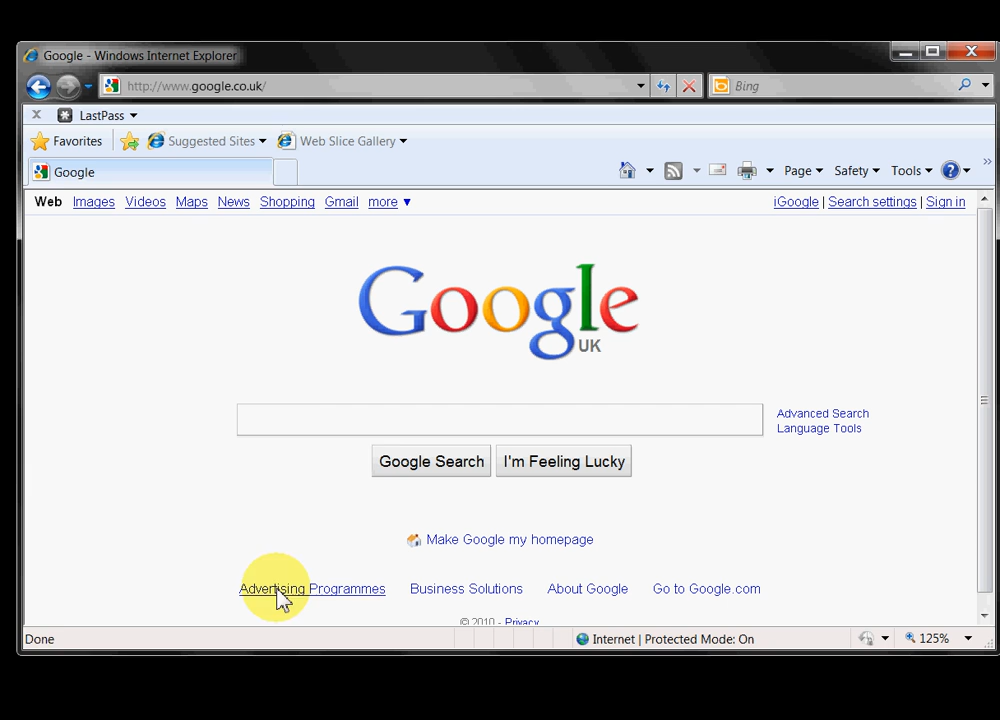 Google - Windows Internet Explorer
http://www.google.co.uk/
Bing
x LastPass
Favorites Suggested Sites Web Slice Gallery
Google Page Safety Tools ? »
Web Images Videos Maps News Shopping Gmail more ▼ iGoogle | Search settings | Sign in
Google
UK
Advanced Search
Language Tools
Google Search I'm Feeling Lucky
Make Google my homepage
Advertising Programmes Business Solutions About Google Go to Google.com
© 2010 - Privacy
Done Internet | Protected Mode: On 125%